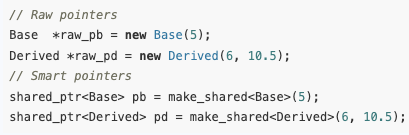 // Raw pointers
Base  *raw_pb = new Base(5);
Derived *raw_pd = new Derived(6, 10.5);
// Smart pointers
shared_ptr<Base> pb = make_shared<Base>(5);
shared_ptr<Derived> pd = make_shared<Derived>(6, 10.5);